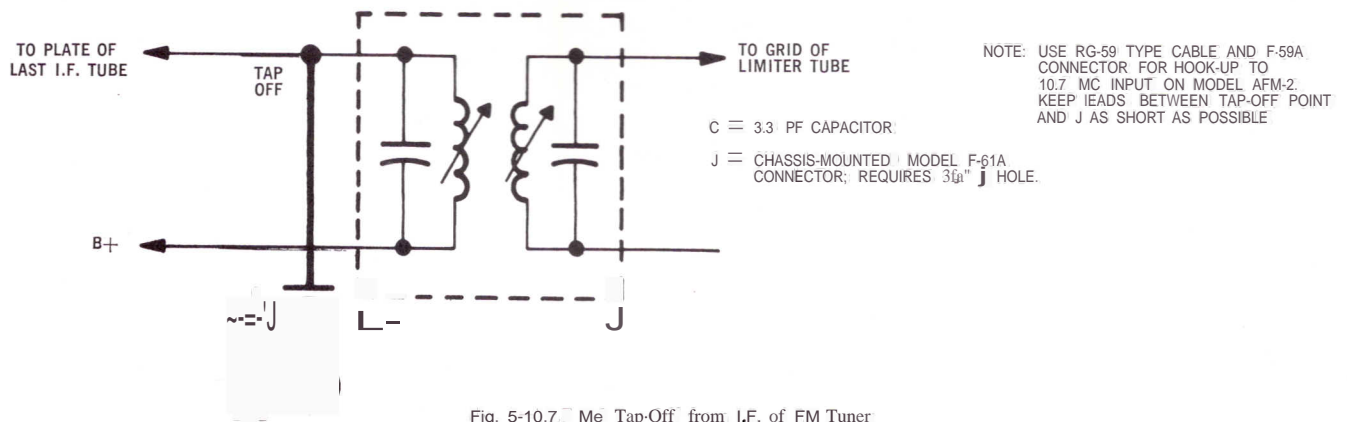 TO PLATE OF
LAST I.F. TUBE
TAP
OFF
B+
TO GRID OF
LIMITER TUBE
C = 3.3 PF CAPACITOR
J = CHASSIS-MOUNTED MODEL F-61A
CONNECTOR; REQUIRES HOLE.
NOTE: USE RG-59 TYPE CABLE AND F-59A
CONNECTOR FOR HOOK-UP TO
10.7 MC INPUT ON MODEL AFM-2.
KEEP LEADS BETWEEN TAP-OFF POINT
AND J AS SHORT AS POSSIBLE
J
Fig. 5-10.7. Me Tap-Off from I.F. of FM Tuner